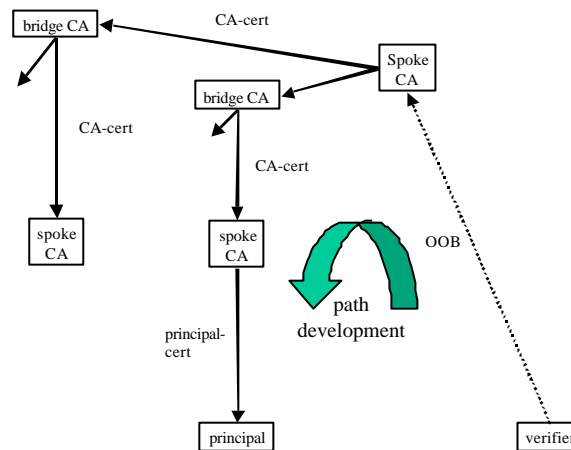 CA-cert
bridge CA
Spoke
CA
bridge CA
CA-cert
CA-cert
spoke
CA
spoke
CA
OOB
path
development
principal-
cert
principal
verifier